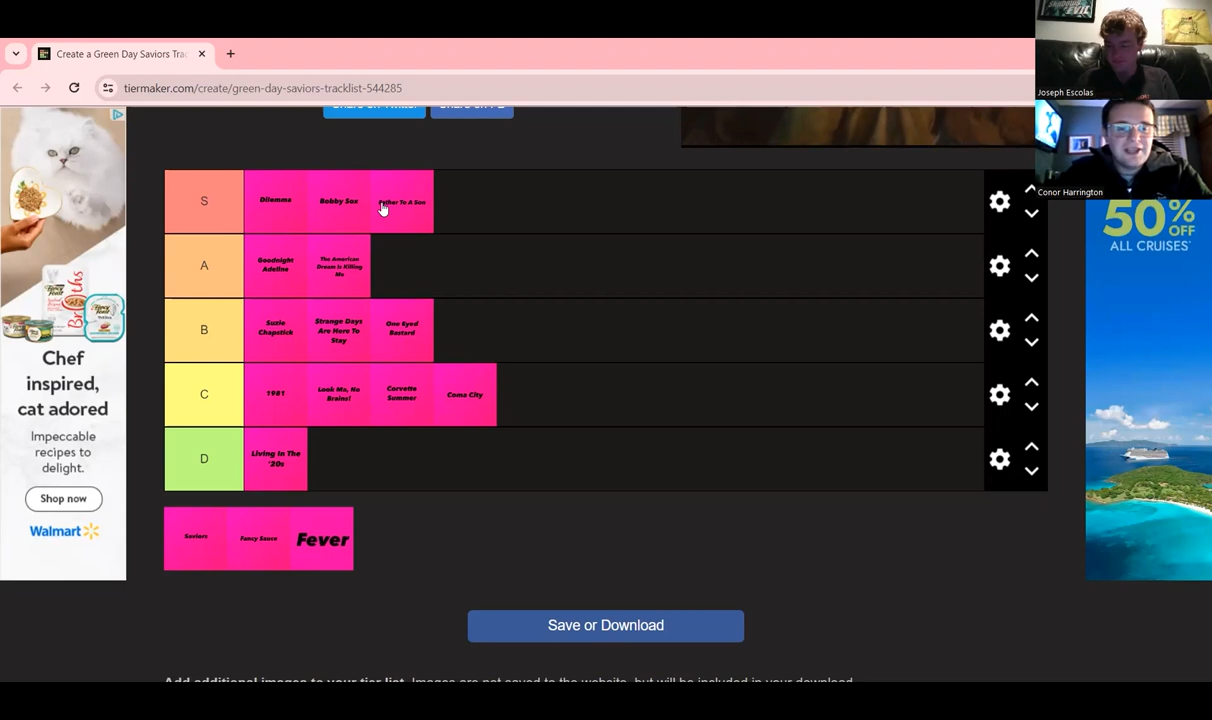 Create a Green Day Saviors Trac
tiermaker.com/create/green-day-saviors-tracklist-544285
Joseph Escolas
Conor Harrington
S
Dilemma
Bobby Sox
Father To A Son
A
Goodnight
Adeline
The American
Dream Is Killing
Me
B
Suzie
Chapstick
Strange Days
Are Here To
Stay
One Eyed
Bastard
C
1981
Look Ma, No
Brains!
Corvette
Summer
Coma City
D
Living In The
'20s
Saviors
Fancy Sauce
Fever
Save or Download
Chef
inspired,
cat adored
Impeccable
recipes to
delight.
Shop now
Walmart
50%
OFF
ALL CRUISES*